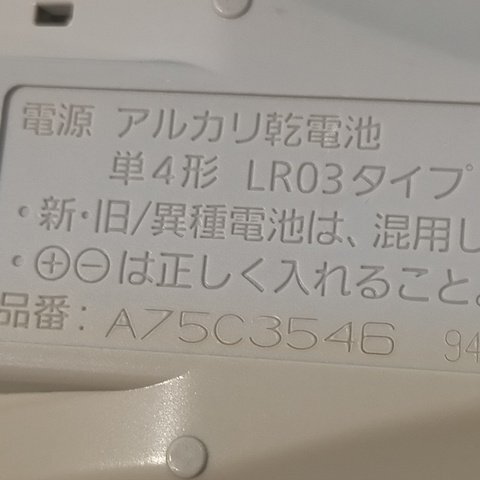 電源 アルカリ乾電池
単4形 LR03タイプ
・新・旧/異種電池は、混用し
・⊕⊖は正しく入れること。
品番: A75C3546 94